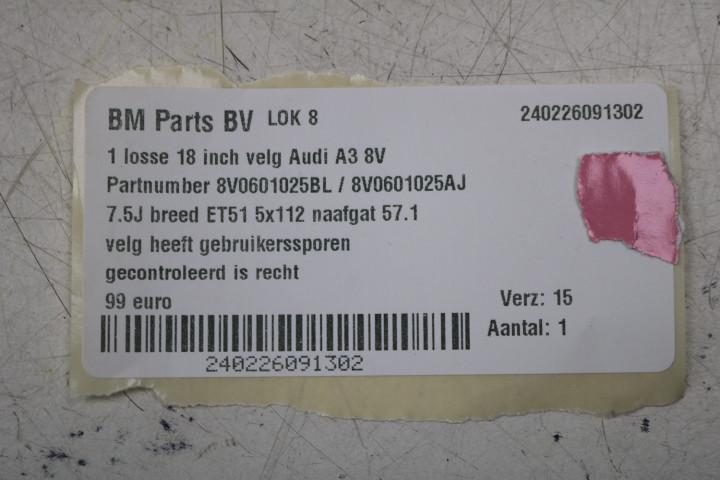 BM Parts BV LOK 8 240226091302
1 losse 18 inch velg Audi A3 8V
Partnumber 8V0601025BL / 8V0601025AJ
7.5J breed ET51 5x112 naafgat 57.1
velg heeft gebruikerssporen
gecontroleerd is recht
99 euro Verz: 15
Aantal: 1
240226091302